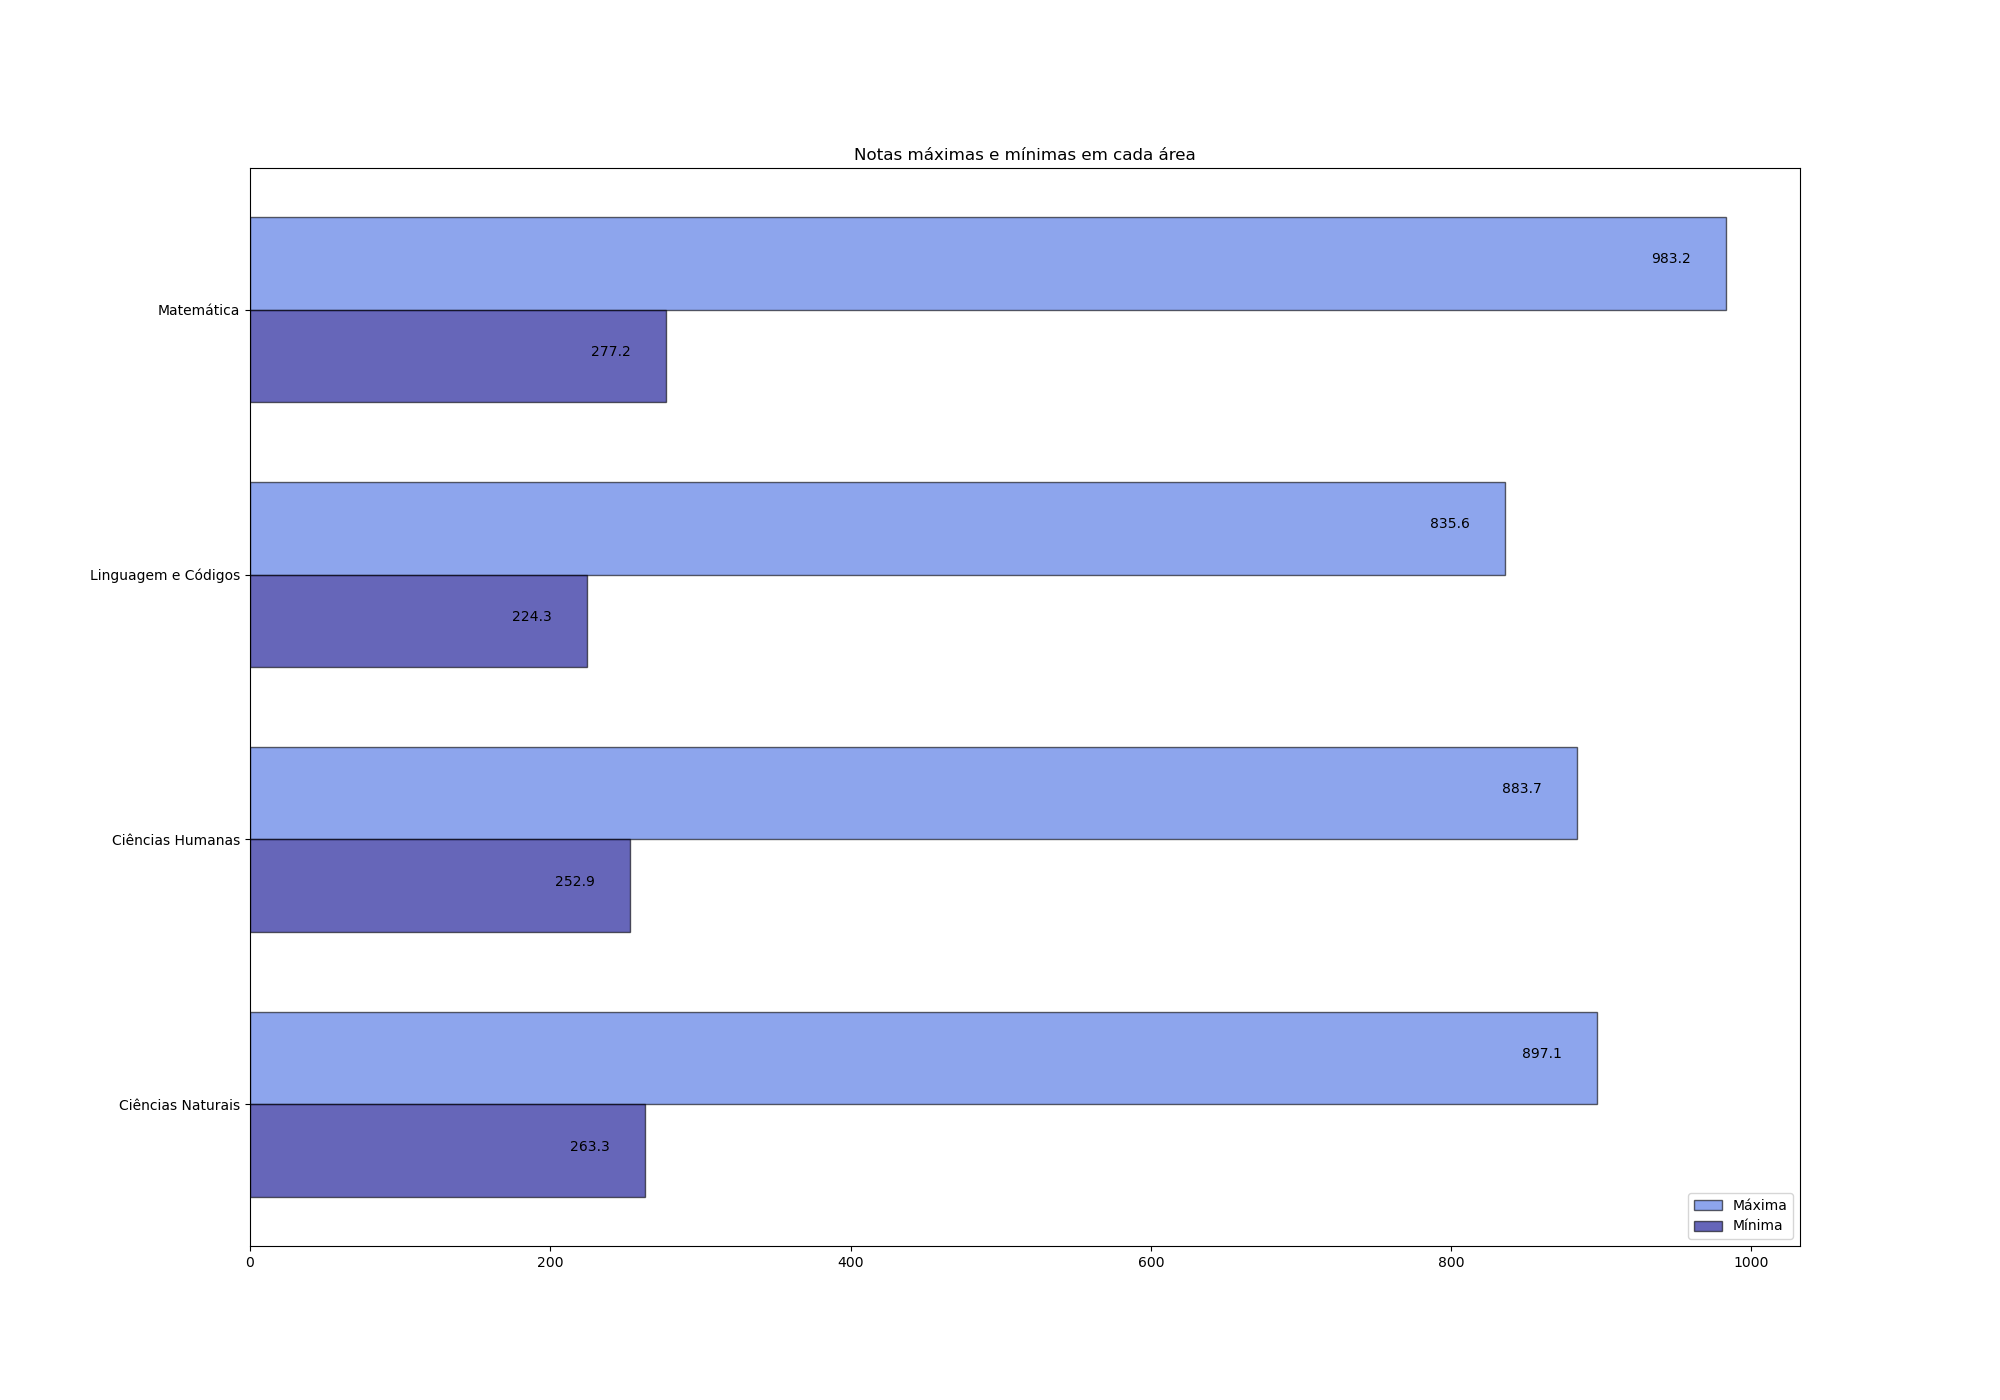 Notas máximas e mínimas em cada área
983.2
Matemática
277.2
835.6
Linguagem e Códigos
224.3
883.7
Ciências Humanas
252.9
897.1
Ciências Naturais
263.3
Máxima
Mínima
0 200 400 600 800 1000